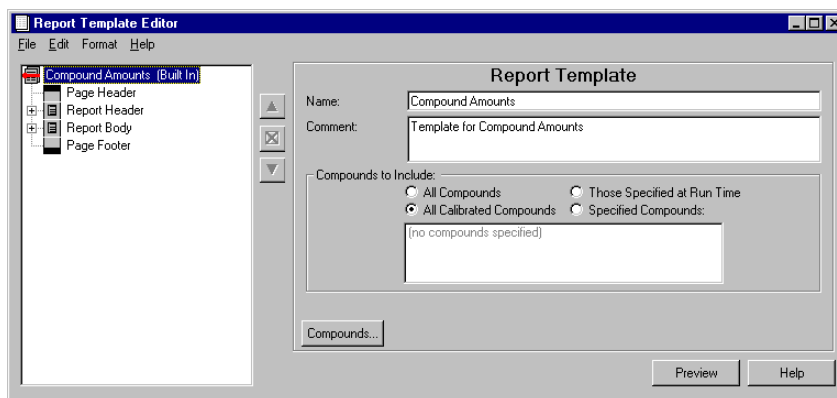 Report Template Editor
File Edit Format Help
Compound Amounts (Built In)
Page Header
Report Header
Report Body
Page Footer
Report Template
Name: Compound Amounts
Comment: Template for Compound Amounts
Compounds to Include:
All Compounds Those Specified at Run Time
All Calibrated Compounds Specified Compounds:
(no compounds specified)
Compounds...
Preview Help